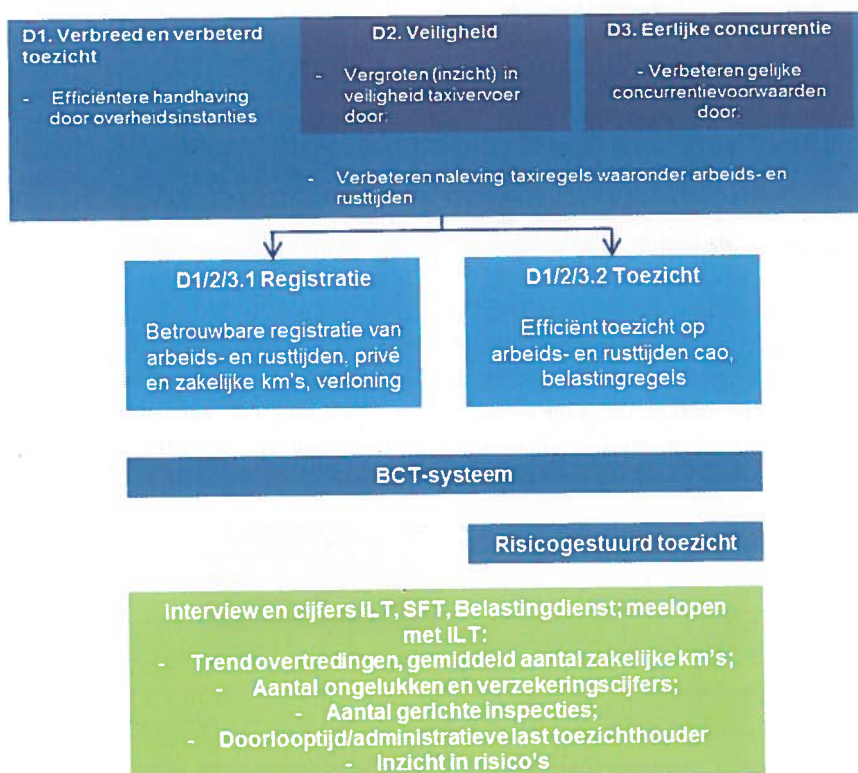 D1. Verbreed en verbeterd
toezicht
- Efficiëntere handhaving
door overheidsinstanties
D2. Veiligheid
- Vergroten (inzicht) in
veiligheid taxivervoer
door:
D3. Eerlijke concurrentie
- Verbeteren gelijke
concurrentievoorwaarden
door:
- Verbeteren naleving taxiregels waaronder arbeids- en
rusttijden
D1/2/3.1 Registratie
Betrouwbare registratie van
arbeids- en rusttijden, privé
en zakelijke km's, verloning
D1/2/3.2 Toezicht
Efficiënt toezicht op
arbeids- en rusttijden cao,
belastingregels
BCT-systeem
Risicogestuurd toezicht
Interview en cijfers ILT, SFT, Belastingdienst; meelopen
met ILT:
- Trend overtredingen, gemiddeld aantal zakelijke km's;
- Aantal ongelukken en verzekeringscijfers;
- Aantal gerichte inspecties;
- Doorlooptijd/administratieve last toezichthouder
- Inzicht in risico's